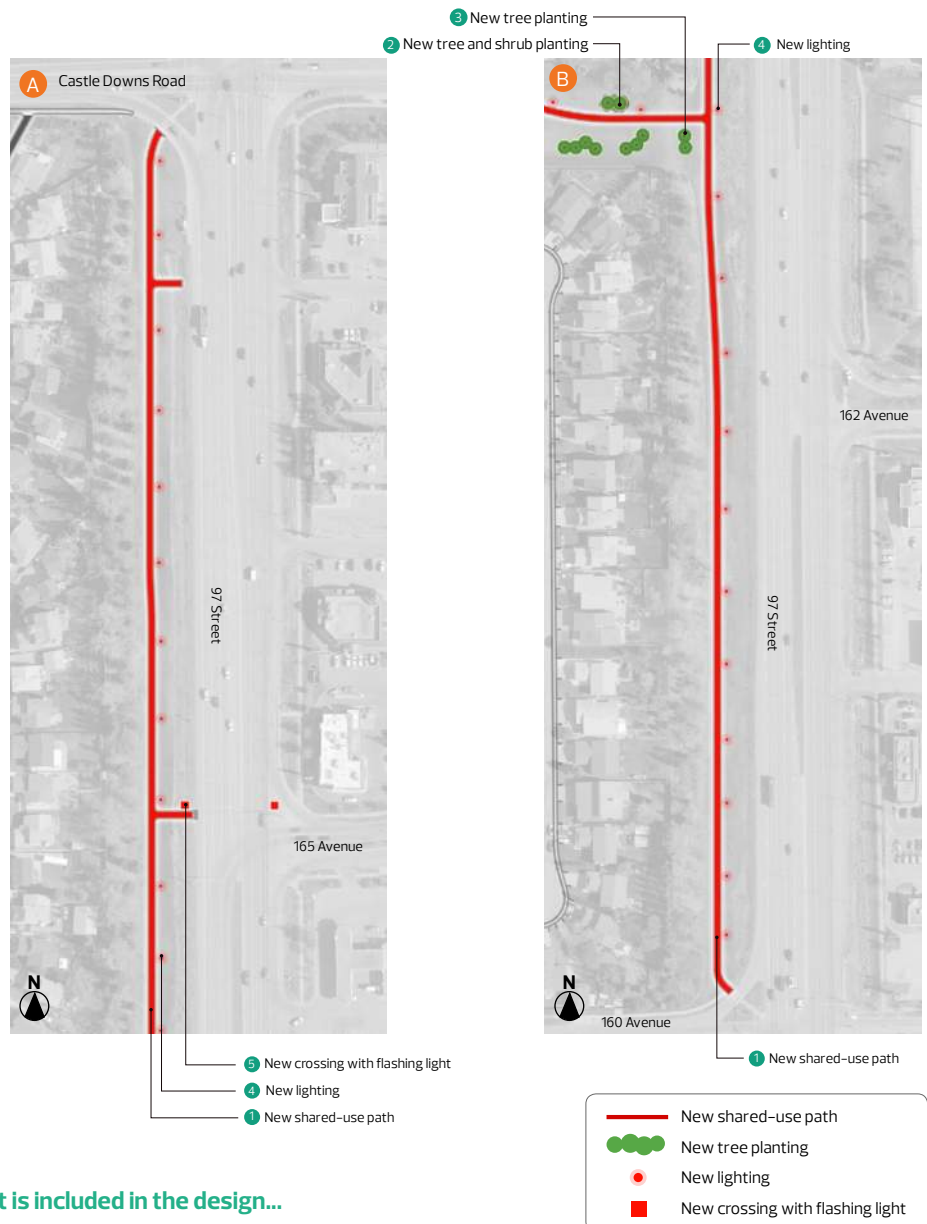 3 New tree planting
2 New tree and shrub planting
4 New lighting
A Castle Downs Road
97 Street
165 Avenue
N
5 New crossing with flashing light
4 New lighting
1 New shared-use path
B
162 Avenue
97 Street
N
160 Avenue
1 New shared-use path
New shared-use path
New tree planting
New lighting
New crossing with flashing light
t is included in the design...